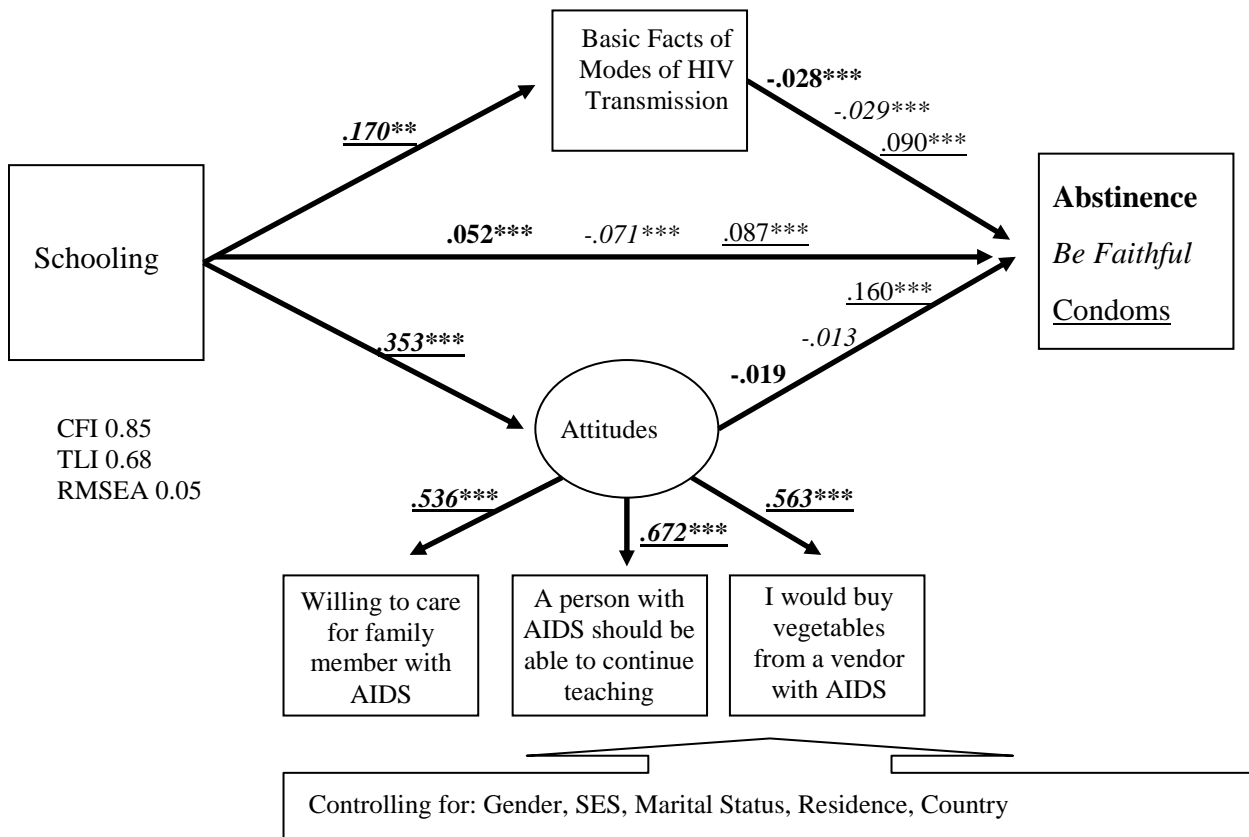 Basic Facts of
Modes of HIV
Transmission
-.028***
-.029***
.090***
.170**
Schooling
.052*** -.071*** .087***
Abstinence
Be Faithful
Condoms
.353***
.160***
-.013
-.019
Attitudes
CFI 0.85
TLI 0.68
RMSEA 0.05
.536***
.672***
.563***
Willing to care
for family
member with
AIDS
A person with
AIDS should be
able to continue
teaching
I would buy
vegetables
from a vendor
with AIDS
Controlling for: Gender, SES, Marital Status, Residence, Country